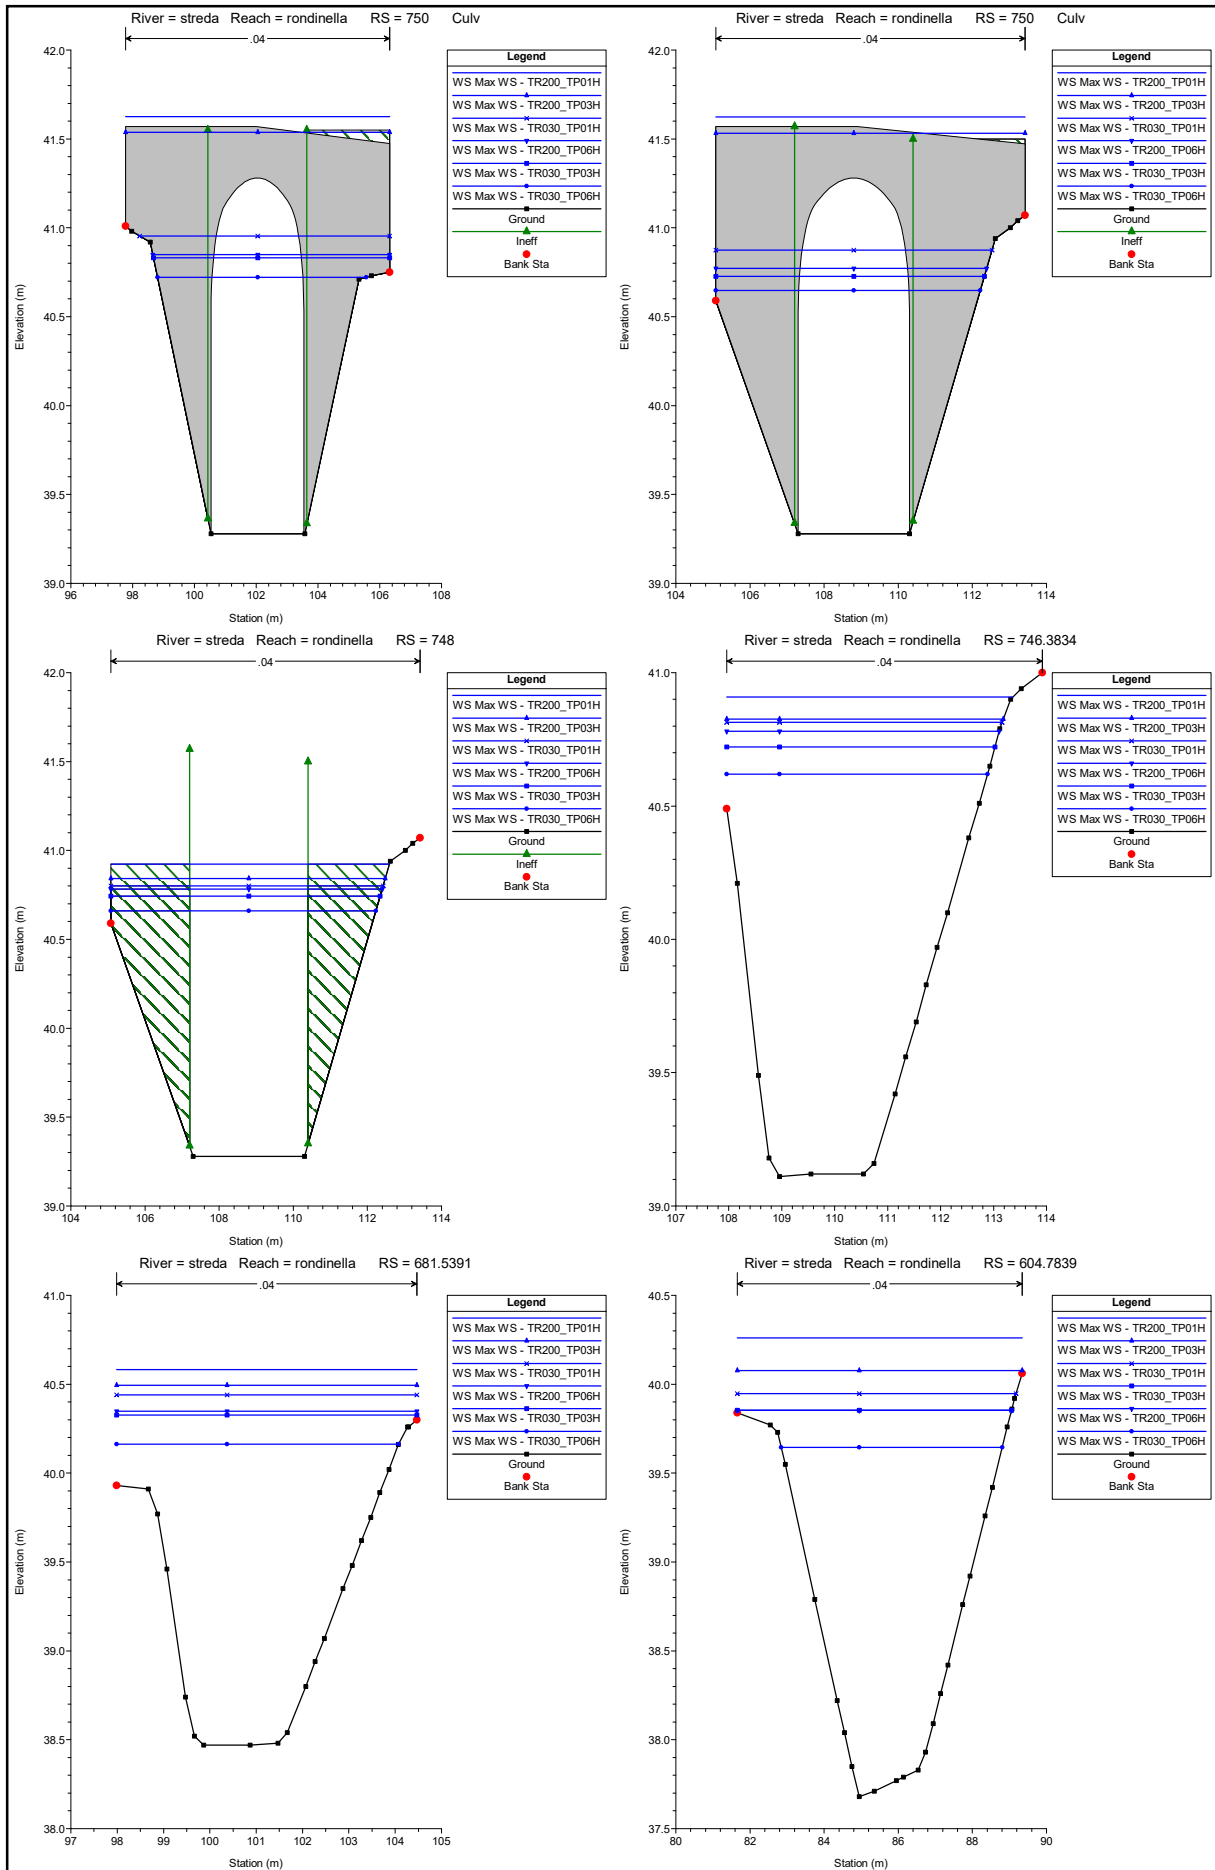 River = streda Reach = rondinella RS = 750 Culv
.04
Legend
WS Max WS - TR200_TP01H
WS Max WS - TR200_TP03H
WS Max WS - TR030_TP01H
WS Max WS - TR200_TP06H
WS Max WS - TR030_TP03H
WS Max WS - TR030_TP06H
Ground
Ineff
Bank Sta
Elevation (m)
42.0
41.5
41.0
40.5
40.0
39.5
39.0
96 98 100 102 104 106 108
Station (m)
River = streda Reach = rondinella RS = 750 Culv
.04
Legend
WS Max WS - TR200_TP01H
WS Max WS - TR200_TP03H
WS Max WS - TR030_TP01H
WS Max WS - TR200_TP06H
WS Max WS - TR030_TP03H
WS Max WS - TR030_TP06H
Ground
Ineff
Bank Sta
Elevation (m)
42.0
41.5
41.0
40.5
40.0
39.5
39.0
104 106 108 110 112 114
Station (m)
River = streda Reach = rondinella RS = 748
.04
Legend
WS Max WS - TR200_TP01H
WS Max WS - TR200_TP03H
WS Max WS - TR030_TP01H
WS Max WS - TR200_TP06H
WS Max WS - TR030_TP03H
WS Max WS - TR030_TP06H
Ground
Ineff
Bank Sta
Elevation (m)
42.0
41.5
41.0
40.5
40.0
39.5
39.0
104 106 108 110 112 114
Station (m)
River = streda Reach = rondinella RS = 746.3834
.04
Legend
WS Max WS - TR200_TP01H
WS Max WS - TR200_TP03H
WS Max WS - TR030_TP01H
WS Max WS - TR200_TP06H
WS Max WS - TR030_TP03H
WS Max WS - TR030_TP06H
Ground
Bank Sta
Elevation (m)
41.0
40.5
40.0
39.5
39.0
107 108 109 110 111 112 113 114
Station (m)
River = streda Reach = rondinella RS = 681.5391
.04
Legend
WS Max WS - TR200_TP01H
WS Max WS - TR200_TP03H
WS Max WS - TR030_TP01H
WS Max WS - TR200_TP06H
WS Max WS - TR030_TP03H
WS Max WS - TR030_TP06H
Ground
Bank Sta
Elevation (m)
41.0
40.5
40.0
39.5
39.0
38.5
38.0
97 98 99 100 101 102 103 104 105
Station (m)
River = streda Reach = rondinella RS = 604.7839
.04
Legend
WS Max WS - TR200_TP01H
WS Max WS - TR200_TP03H
WS Max WS - TR030_TP01H
WS Max WS - TR030_TP03H
WS Max WS - TR200_TP06H
WS Max WS - TR030_TP06H
Ground
Bank Sta
Elevation (m)
40.5
40.0
39.5
39.0
38.5
38.0
37.5
80 82 84 86 88 90
Station (m)